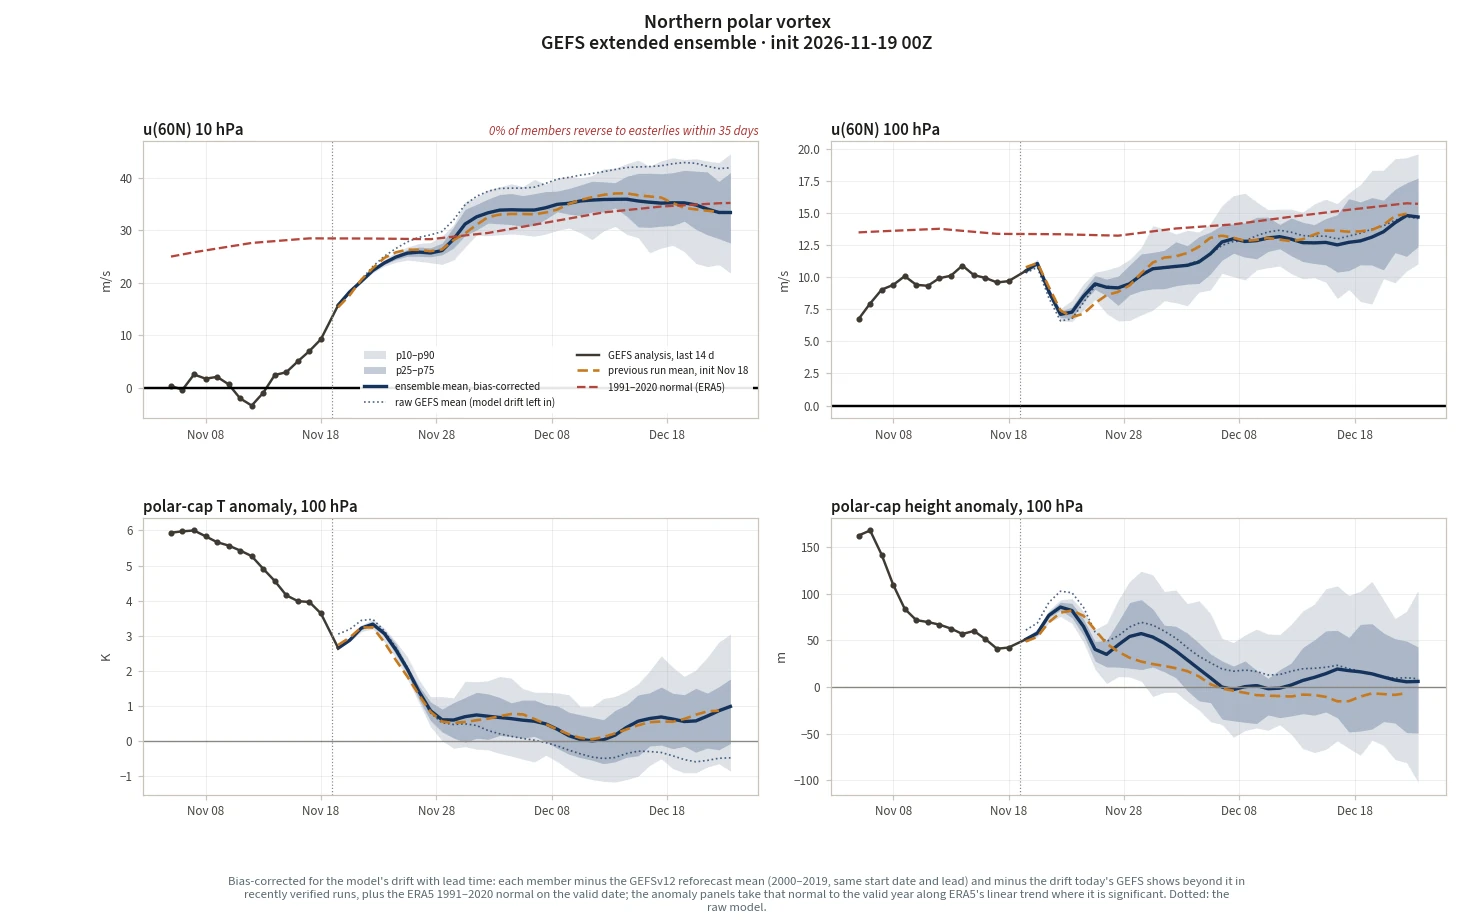 Northern polar vortex
GEFS extended ensemble · init 2026-11-19 00Z
u(60N) 10 hPa
0% of members reverse to easterlies within 35 days
m/s
40
30
20
10
0
p10–p90
p25–p75
ensemble mean, bias-corrected
raw GEFS mean (model drift left in)
GEFS analysis, last 14 d
previous run mean, init Nov 18
1991–2020 normal (ERA5)
Nov 08
Nov 18
Nov 28
Dec 08
Dec 18
u(60N) 100 hPa
m/s
20.0
17.5
15.0
12.5
10.0
7.5
5.0
2.5
0.0
Nov 08
Nov 18
Nov 28
Dec 08
Dec 18
polar-cap T anomaly, 100 hPa
K
6
5
4
3
2
1
0
−1
Nov 08
Nov 18
Nov 28
Dec 08
Dec 18
polar-cap height anomaly, 100 hPa
m
150
100
50
0
−50
−100
Nov 08
Nov 18
Nov 28
Dec 08
Dec 18
Bias-corrected for the model's drift with lead time: each member minus the GEFSv12 reforecast mean (2000–2019, same start date and lead) and minus the drift today's GEFS shows beyond it in
recently verified runs, plus the ERA5 1991–2020 normal on the valid date; the anomaly panels take that normal to the valid year along ERA5's linear trend where it is significant. Dotted: the
raw model.